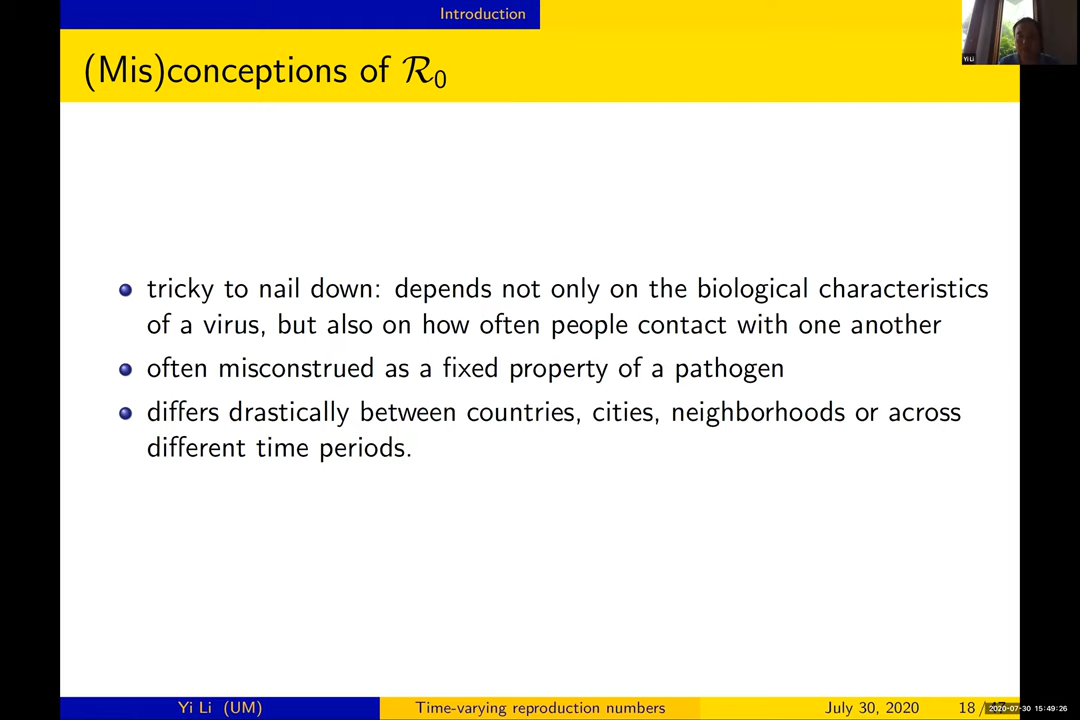 Introduction
(Mis)conceptions of R0
Yi Li
tricky to nail down: depends not only on the biological characteristics
of a virus, but also on how often people contact with one another
often misconstrued as a fixed property of a pathogen
differs drastically between countries, cities, neighborhoods or across
different time periods.
Yi Li (UM) Time-varying reproduction numbers July 30, 2020 18 /
2020-07-30 15:49:26